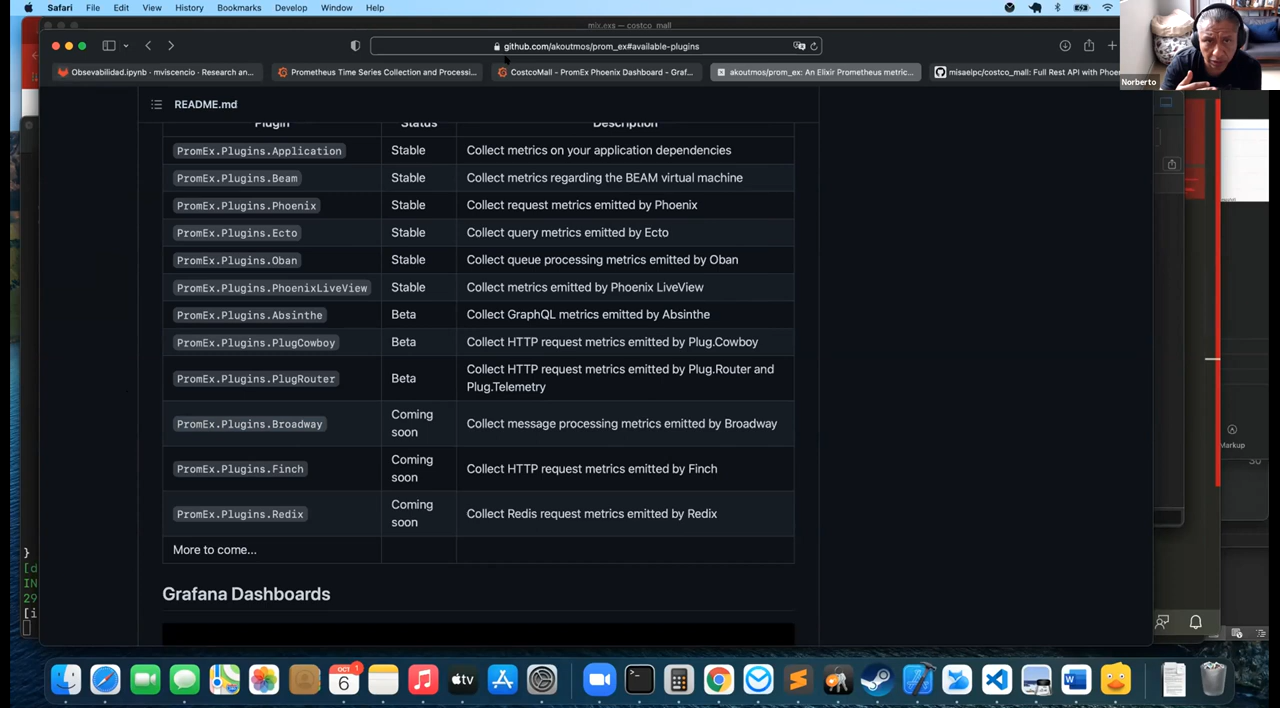 Safari File Edit View History Bookmarks Develop Window Help
mix.exs — costco_mall
github.com/akoutmos/prom_ex#available-plugins
Obsevabilidad.ipynb · mviscencio · Research an...
Prometheus Time Series Collection and Processi...
CostcoMall - PromEx Phoenix Dashboard - Graf...
akoutmos/prom_ex: An Elixir Prometheus metric...
misaelpc/costco_mall: Full Rest API with Phoe
Norberto
README.md
Plugin Status Description
PromEx.Plugins.Application Stable Collect metrics on your application dependencies
PromEx.Plugins.Beam Stable Collect metrics regarding the BEAM virtual machine
PromEx.Plugins.Phoenix Stable Collect request metrics emitted by Phoenix
PromEx.Plugins.Ecto Stable Collect query metrics emitted by Ecto
PromEx.Plugins.Oban Stable Collect queue processing metrics emitted by Oban
PromEx.Plugins.PhoenixLiveView Stable Collect metrics emitted by Phoenix LiveView
PromEx.Plugins.Absinthe Beta Collect GraphQL metrics emitted by Absinthe
PromEx.Plugins.PlugCowboy Beta Collect HTTP request metrics emitted by Plug.Cowboy
PromEx.Plugins.PlugRouter Beta Collect HTTP request metrics emitted by Plug.Router and
Plug.Telemetry
PromEx.Plugins.Broadway Coming
soon Collect message processing metrics emitted by Broadway
PromEx.Plugins.Finch Coming
soon Collect HTTP request metrics emitted by Finch
PromEx.Plugins.Redix Coming
soon Collect Redis request metrics emitted by Redix
More to come...
Grafana Dashboards
Markup
}
[d
IN
29
[i
OCT
6
1
tv